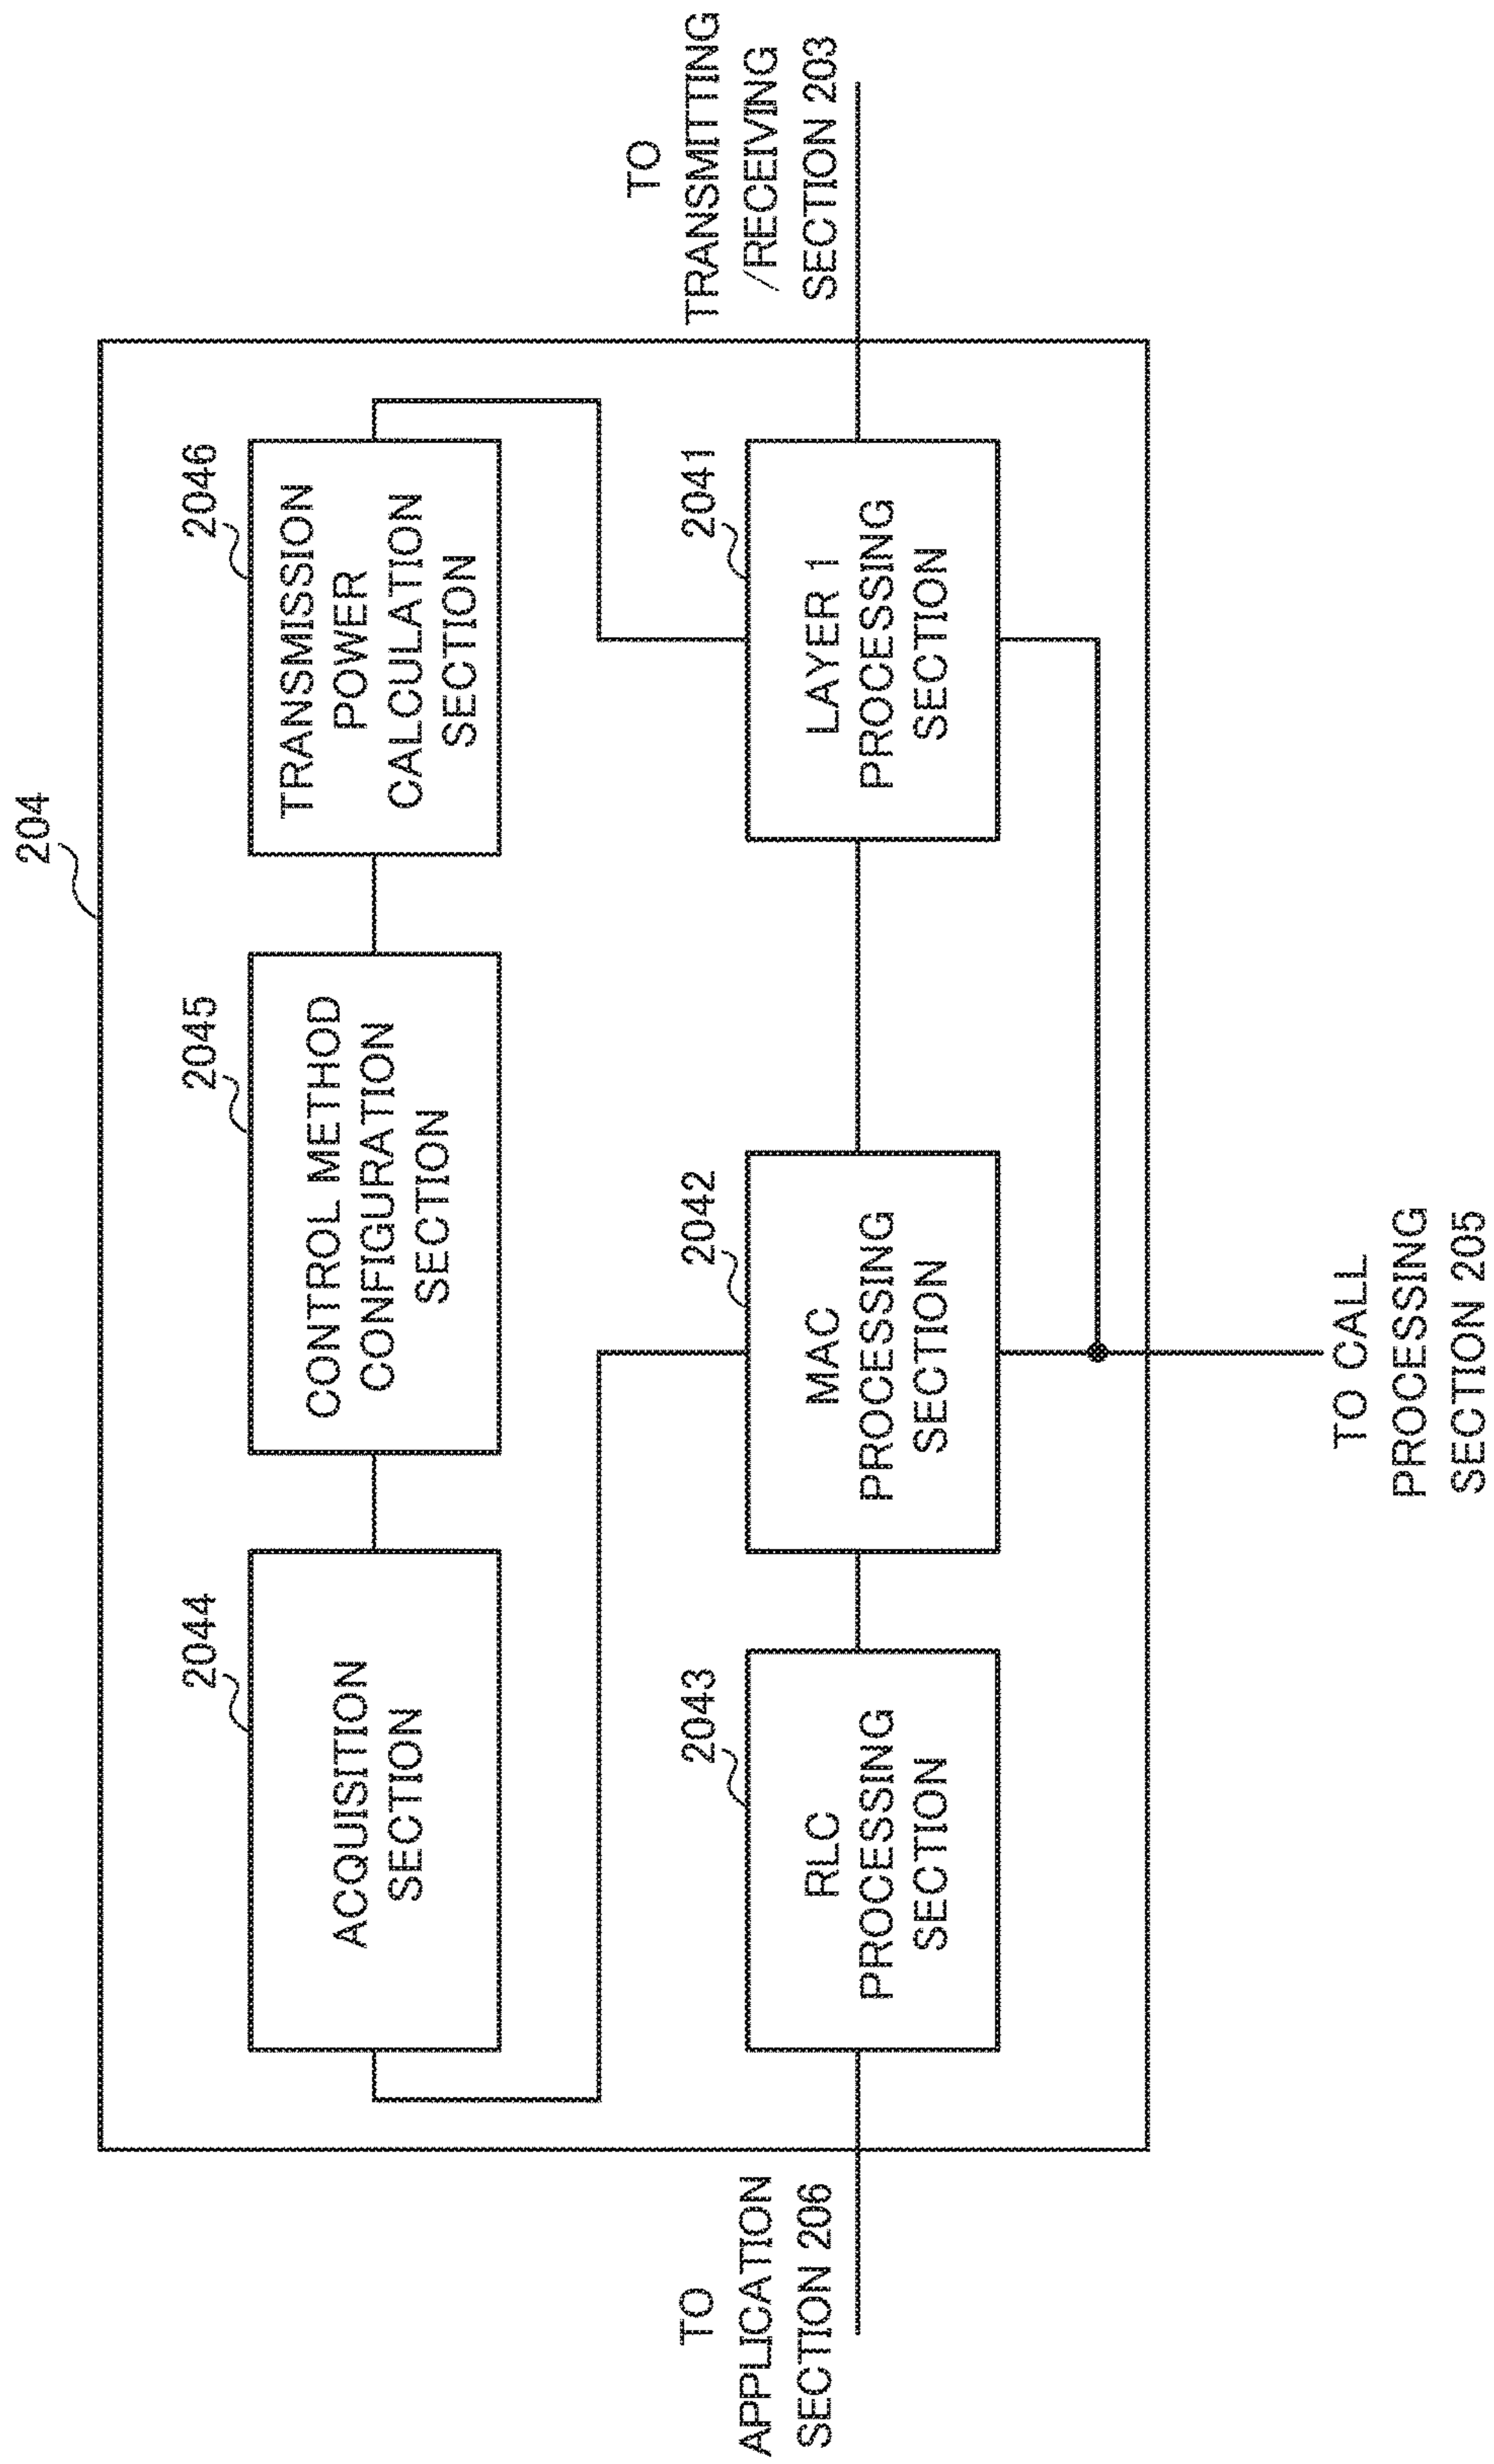 204
2044
ACQUISITION
SECTION
2045
CONTROL METHOD
CONFIGURATION
SECTION
2046
TRANSMISSION
POWER
CALCULATION
SECTION
TO
APPLICATION
SECTION 206
2043
RLC
PROCESSING
SECTION
2042
MAC
PROCESSING
SECTION
2041
LAYER 1
PROCESSING
SECTION
TO
TRANSMITTING
/RECEIVING
SECTION 203
TO CALL
PROCESSING
SECTION 205